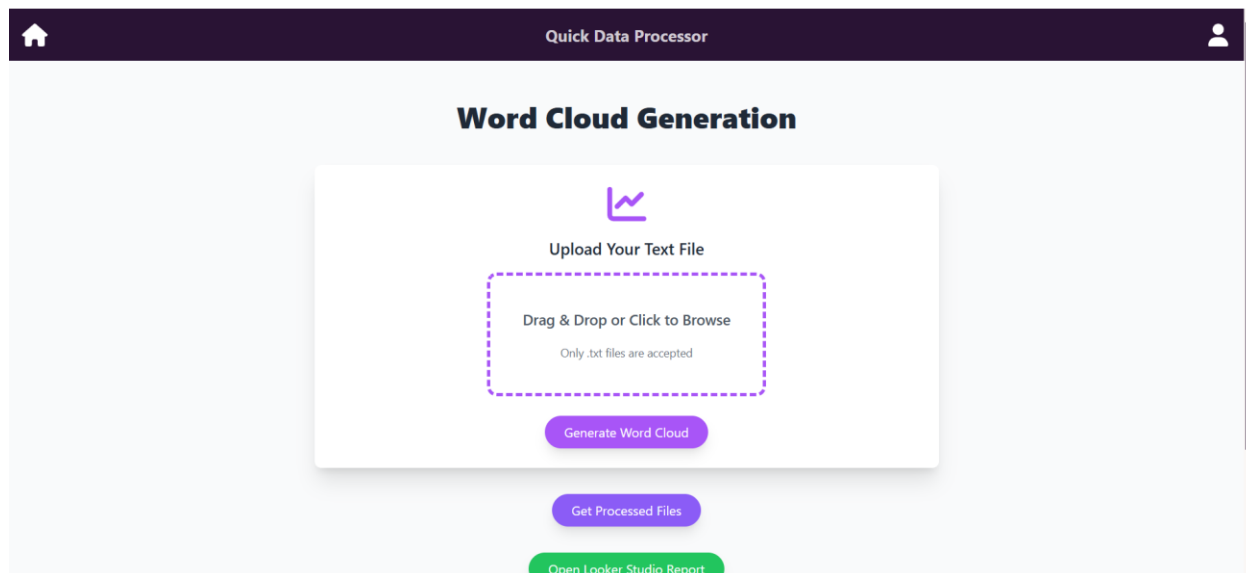 Quick Data Processor
Word Cloud Generation
Upload Your Text File
Drag & Drop or Click to Browse
Only .txt files are accepted
Generate Word Cloud
Get Processed Files
Open Looker Studio Report